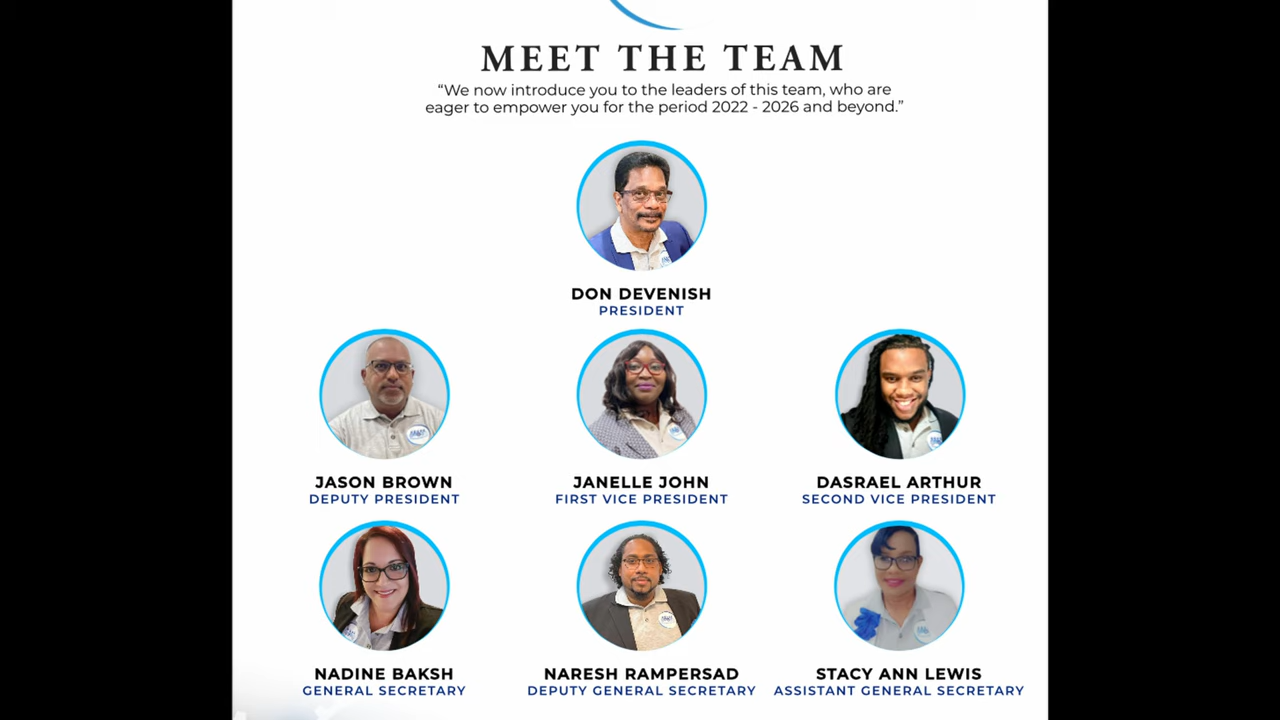 MEET THE TEAM
“We now introduce you to the leaders of this team, who are
eager to empower you for the period 2022 - 2026 and beyond.”
DON DEVENISH
PRESIDENT
JASON BROWN
DEPUTY PRESIDENT
JANELLE JOHN
FIRST VICE PRESIDENT
DASRAEL ARTHUR
SECOND VICE PRESIDENT
NADINE BAKSH
GENERAL SECRETARY
NARESH RAMPERSAD
DEPUTY GENERAL SECRETARY
STACY ANN LEWIS
ASSISTANT GENERAL SECRETARY